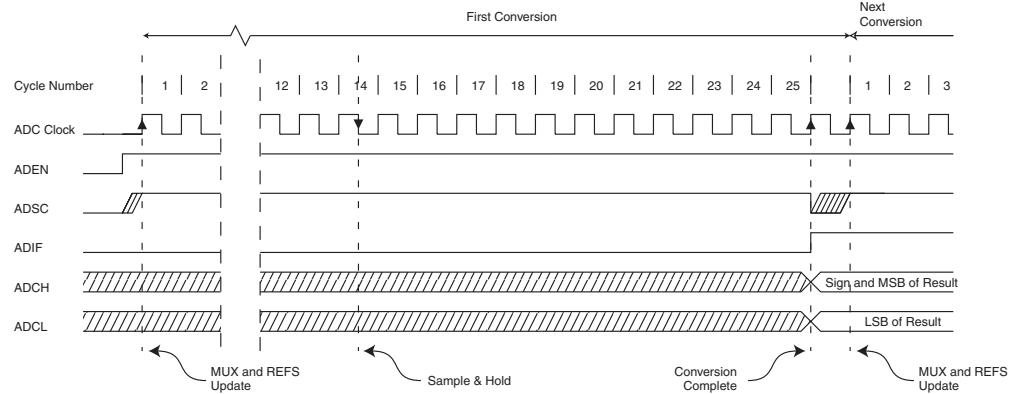 First Conversion
Next
Conversion
Cycle Number 1 2 12 13 14 15 16 17 18 19 20 21 22 23 24 25 1 2 3
ADC Clock
ADEN
ADSC
ADIF
ADCH Sign and MSB of Result
ADCL LSB of Result
MUX and REFS
Update
Sample & Hold
Conversion
Complete
MUX and REFS
Update